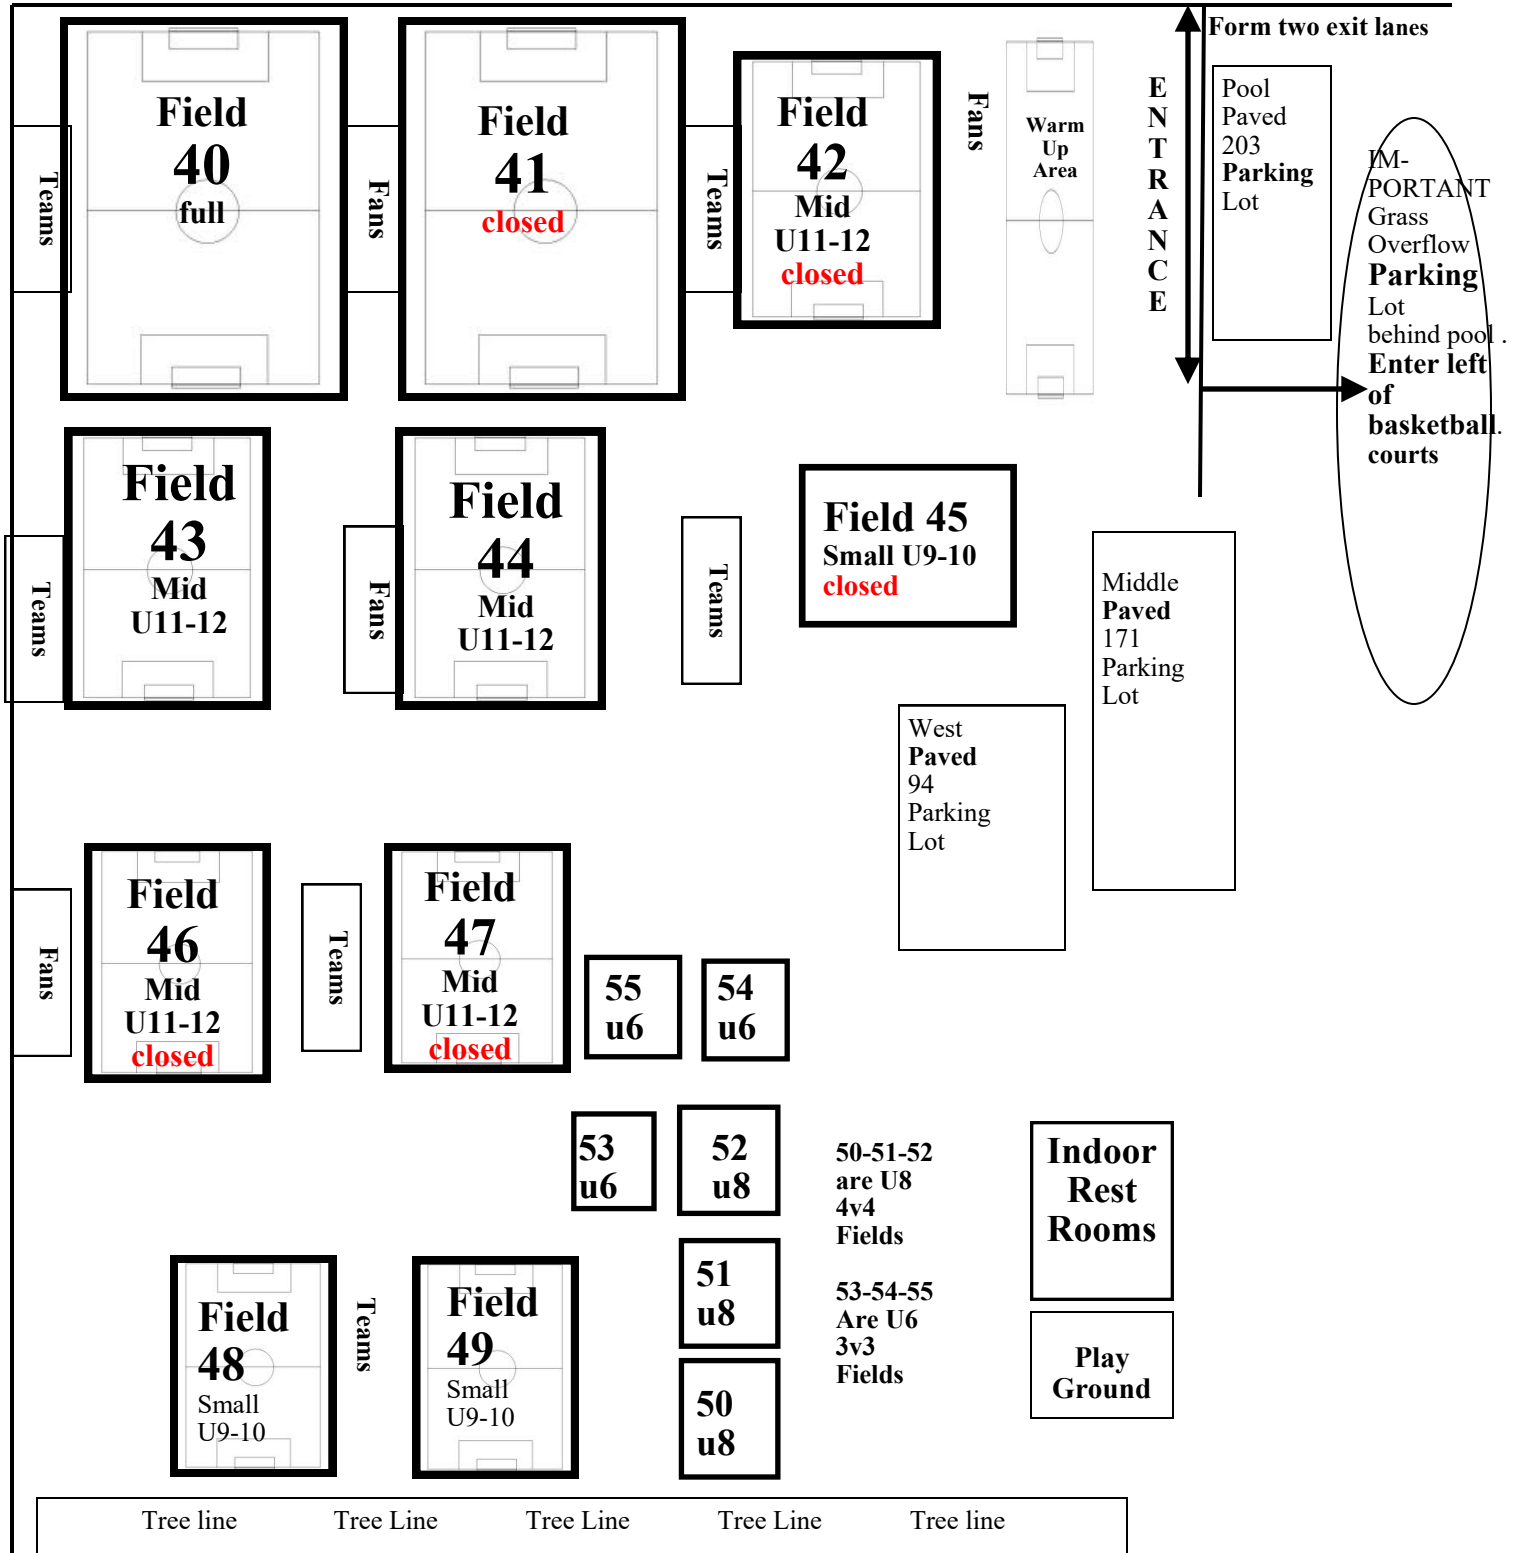 Form two exit lanes
Field
40
full
Teams
Fans
Field
41
closed
Teams
Field
42
Mid
U11-12
closed
Fans
Warm
Up
Area
E
N
T
R
A
N
C
E
Pool
Paved
203
Parking
Lot
IM-
PORTANT
Grass
Overflow
Parking
Lot
behind pool .
Enter left
of
basketball.
courts
Teams
Field
43
Mid
U11-12
Fans
Field
44
Mid
U11-12
Teams
Field 45
Small U9-10
closed
Middle
Paved
171
Parking
Lot
West
Paved
94
Parking
Lot
Fans
Field
46
Mid
U11-12
closed
Teams
Field
47
Mid
U11-12
closed
55
u6
54
u6
53
u6
52
u8
50-51-52
are U8
4v4
Fields
53-54-55
Are U6
3v3
Fields
Indoor
Rest
Rooms
Field
48
Small
U9-10
Teams
Field
49
Small
U9-10
51
u8
50
u8
Play
Ground
Tree line Tree Line Tree Line Tree Line Tree line